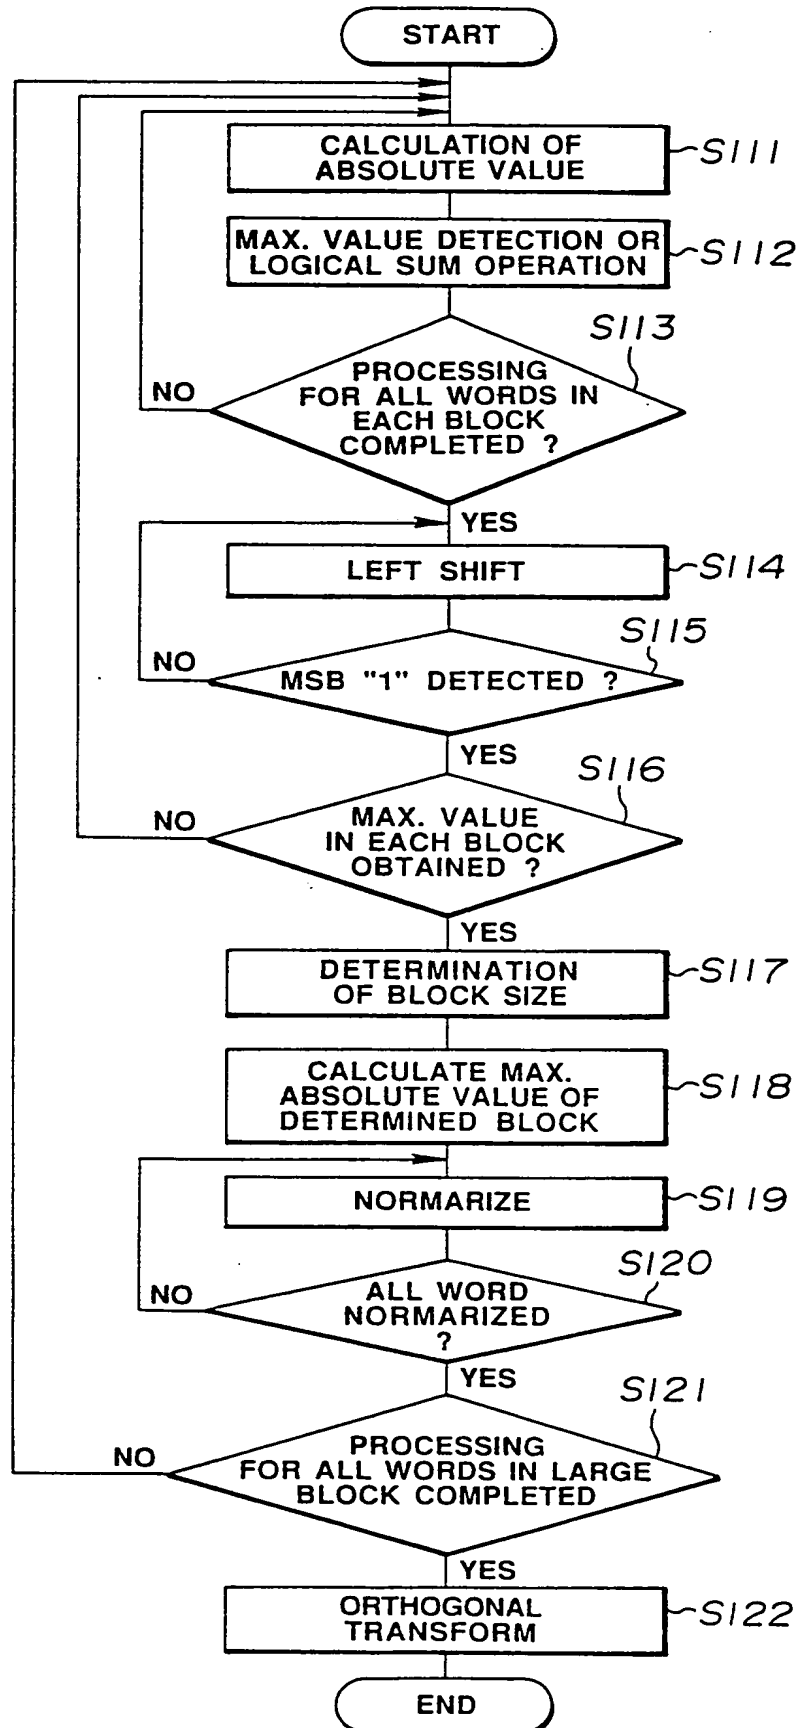 START
CALCULATION OF
ABSOLUTE VALUE
S111
MAX. VALUE DETECTION OR
LOGICAL SUM OPERATION
S112
S113
PROCESSING
FOR ALL WORDS IN
EACH BLOCK
COMPLETED ?
NO
YES
LEFT SHIFT
S114
S115
NO
MSB "1" DETECTED ?
YES
S116
NO
MAX. VALUE
IN EACH BLOCK
OBTAINED ?
YES
DETERMINATION
OF BLOCK SIZE
S117
CALCULATE MAX.
ABSOLUTE VALUE OF
DETERMINED BLOCK
S118
NORMARIZE
S119
S120
NO
ALL WORD
NORMARIZED
?
YES
S121
NO
PROCESSING
FOR ALL WORDS IN LARGE
BLOCK COMPLETED
YES
ORTHOGONAL
TRANSFORM
S122
END